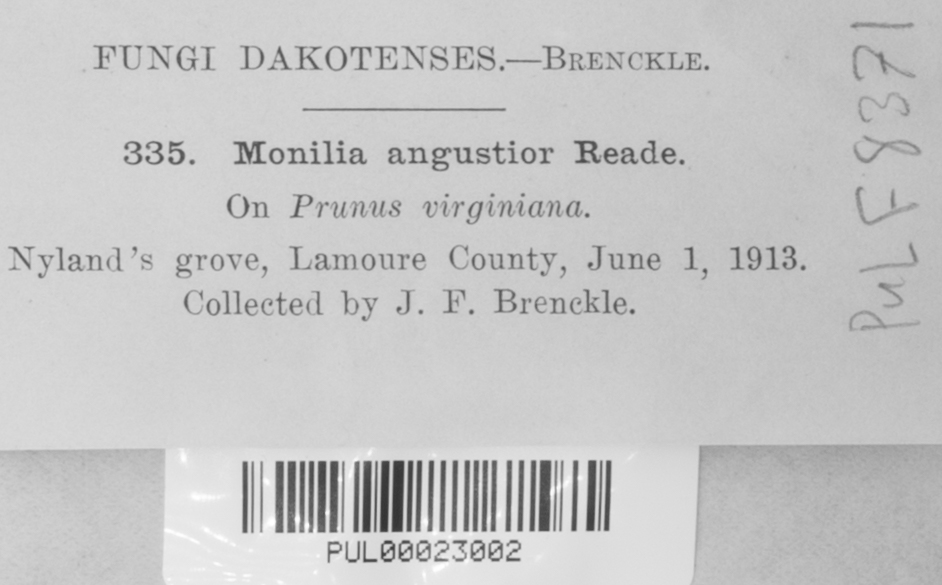 FUNGI DAKOTENSES.—BRENCKLE.
335. Monilia angustior Reade.
On Prunus virginiana.
Nyland's grove, Lamoure County, June 1, 1913.
Collected by J. F. Brenckle.
PUL F 8371
PUL00023002